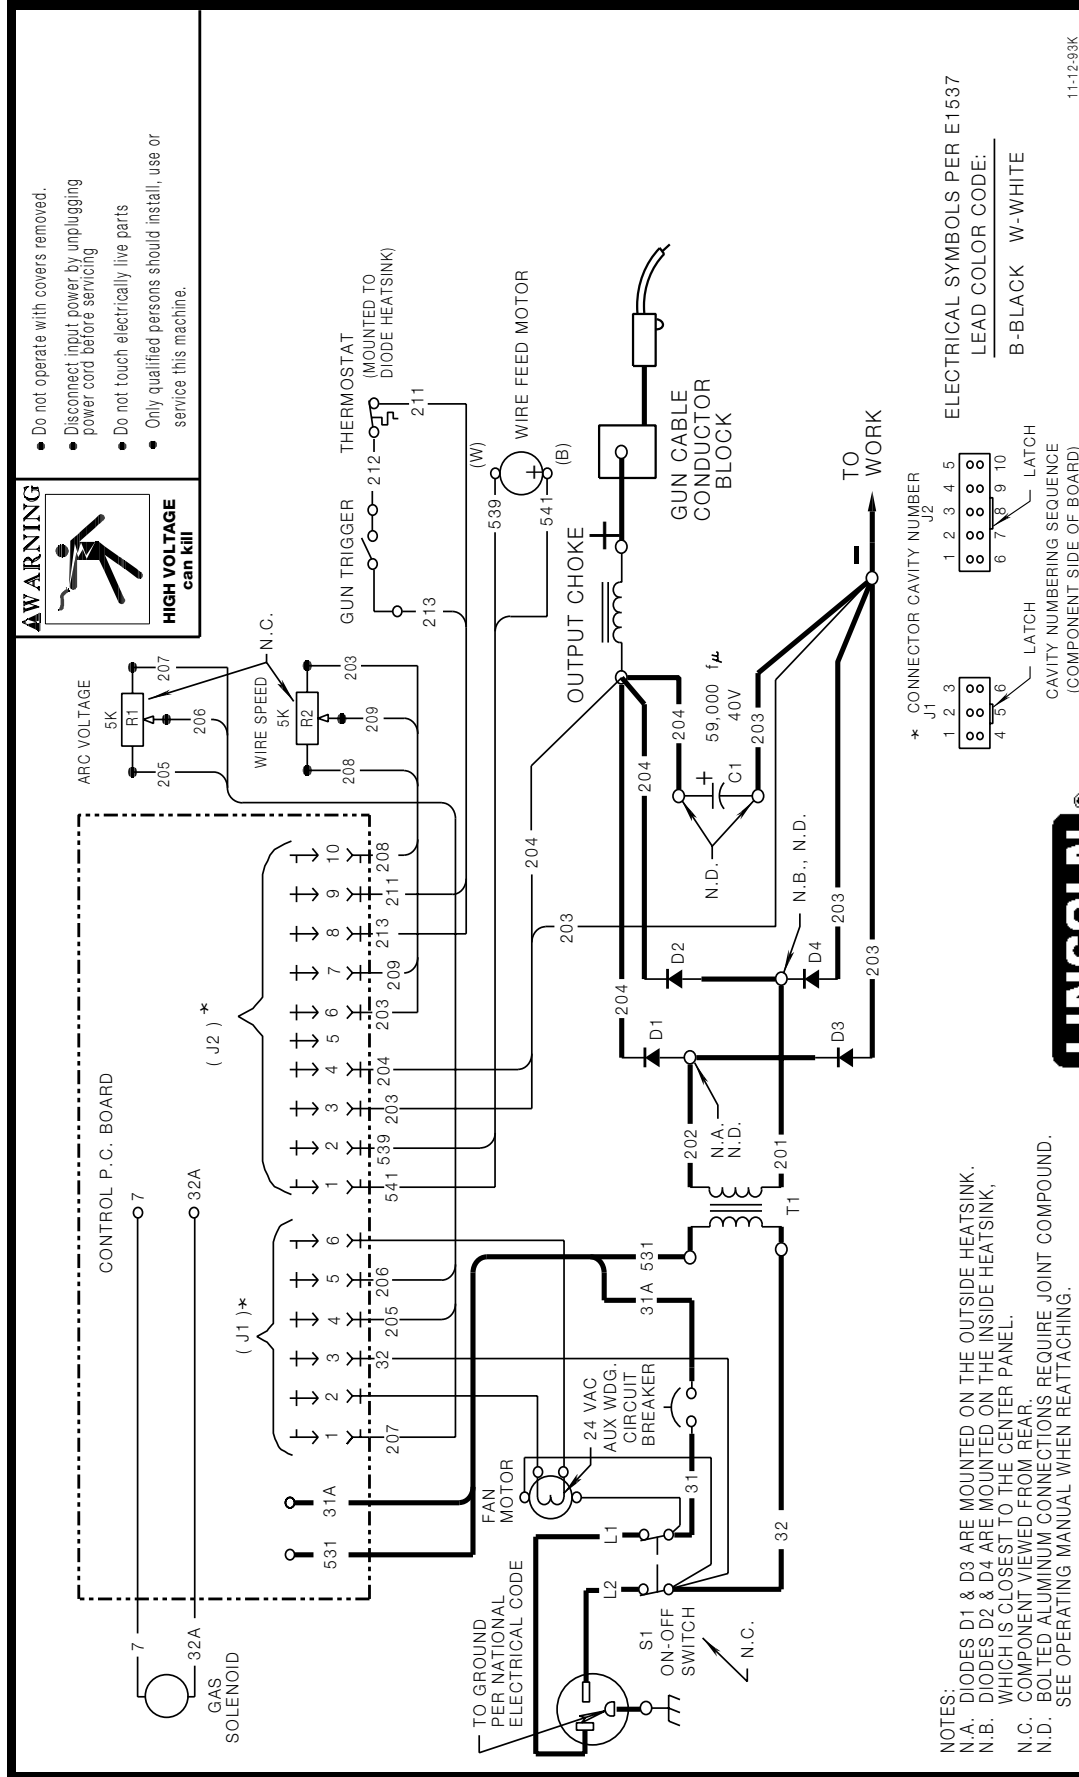 WARNING
HIGH VOLTAGE
can kill
● Do not operate with covers removed.
● Disconnect input power by unplugging
power cord before servicing
● Do not touch electrically live parts
● Only qualified persons should install, use or
service this machine.
CONTROL P.C. BOARD
7
32A
7
32A
GAS
SOLENOID
( J1 )*
( J2 ) *
1 2 3 4 5 6
1 2 3 4 5 6 7 8 9 10
531
31A
207
32
205
206
541
539
203
204
203
209
213
211
208
ARC VOLTAGE
5K
R1
205
206
207
N.C.
WIRE SPEED
5K
R2
208
209
203
GUN TRIGGER
213
212
THERMOSTAT
(MOUNTED TO
DIODE HEATSINK)
211
WIRE FEED MOTOR
539
(W)
541
(B)
+
OUTPUT CHOKE
+
GUN CABLE
CONDUCTOR
BLOCK
TO
WORK
-
204
203
204
204
204
203
59,000 fµ
40V
+
C1
N.D.
N.B., N.D.
D1
D2
D3
D4
203
203
202
201
N.A.
N.D.
T1
531
31A
FAN
MOTOR
24 VAC
AUX WDG.
CIRCUIT
BREAKER
31
32
L1
L2
S1
ON-OFF
SWITCH
N.C.
TO GROUND
PER NATIONAL
ELECTRICAL CODE
NOTES:
N.A. DIODES D1 & D3 ARE MOUNTED ON THE OUTSIDE HEATSINK.
N.B. DIODES D2 & D4 ARE MOUNTED ON THE INSIDE HEATSINK,
WHICH IS CLOSEST TO THE CENTER PANEL.
N.C. COMPONENT VIEWED FROM REAR.
N.D. BOLTED ALUMINUM CONNECTIONS REQUIRE JOINT COMPOUND.
SEE OPERATING MANUAL WHEN REATTACHING.
LINCOLN ®
* CONNECTOR CAVITY NUMBER
J1
1 2 3
4 5 6
LATCH
J2
1 2 3 4 5
6 7 8 9 10
LATCH
CAVITY NUMBERING SEQUENCE
(COMPONENT SIDE OF BOARD)
ELECTRICAL SYMBOLS PER E1537
LEAD COLOR CODE:
B-BLACK W-WHITE
11-12-93K